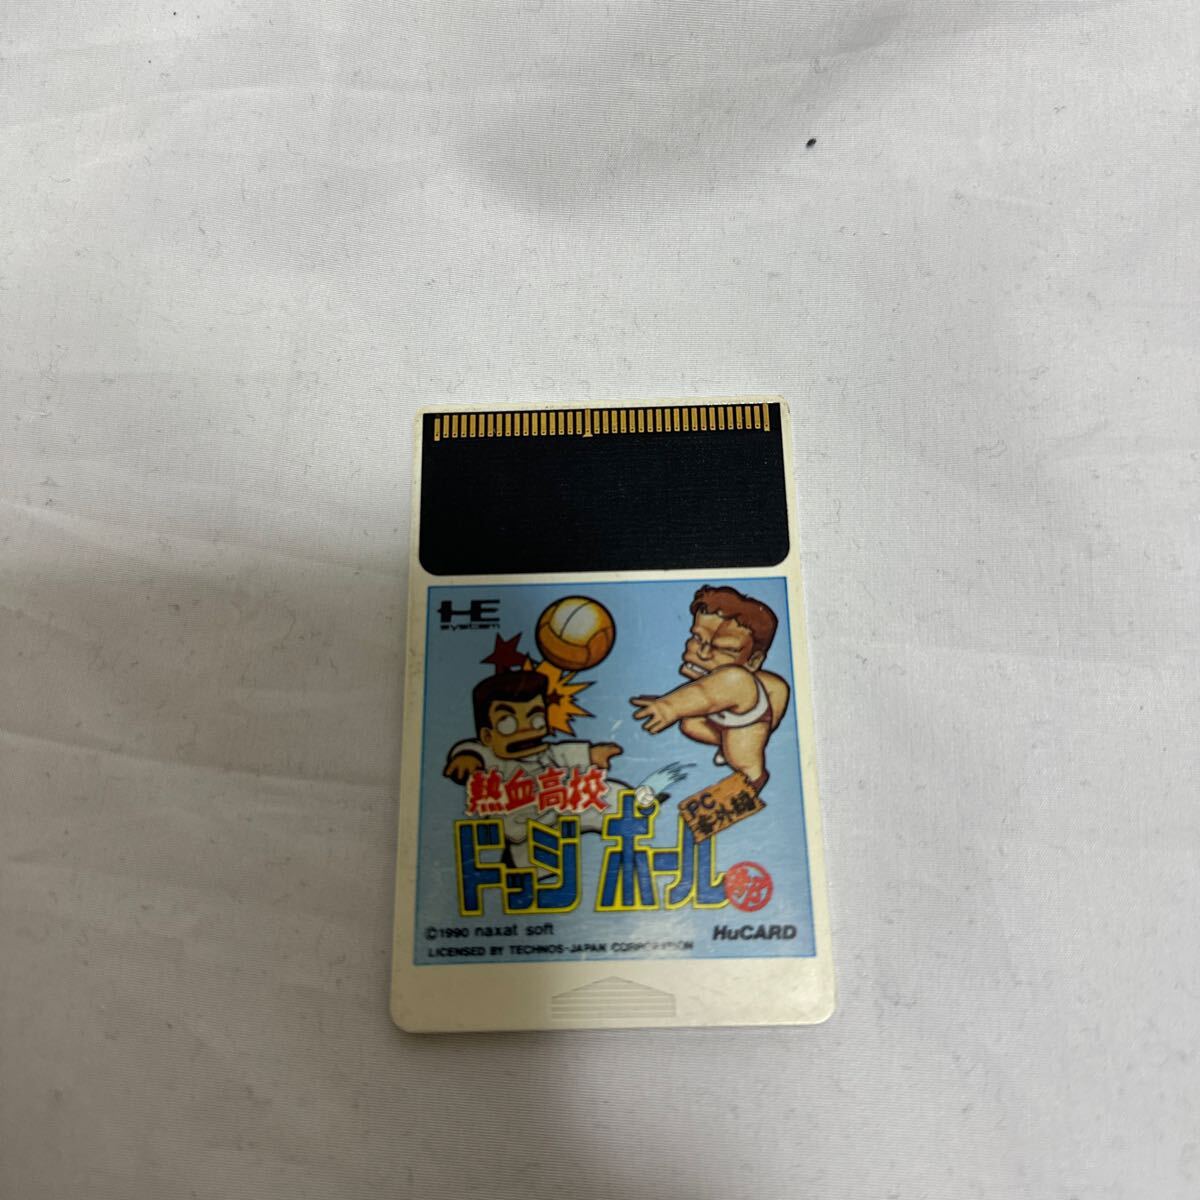 HE
system
熱血高校
ドッジボール
部
PC
番外編
©1990 naxat soft
HuCARD
LICENSED BY TECHNOS-JAPAN CORPORATION